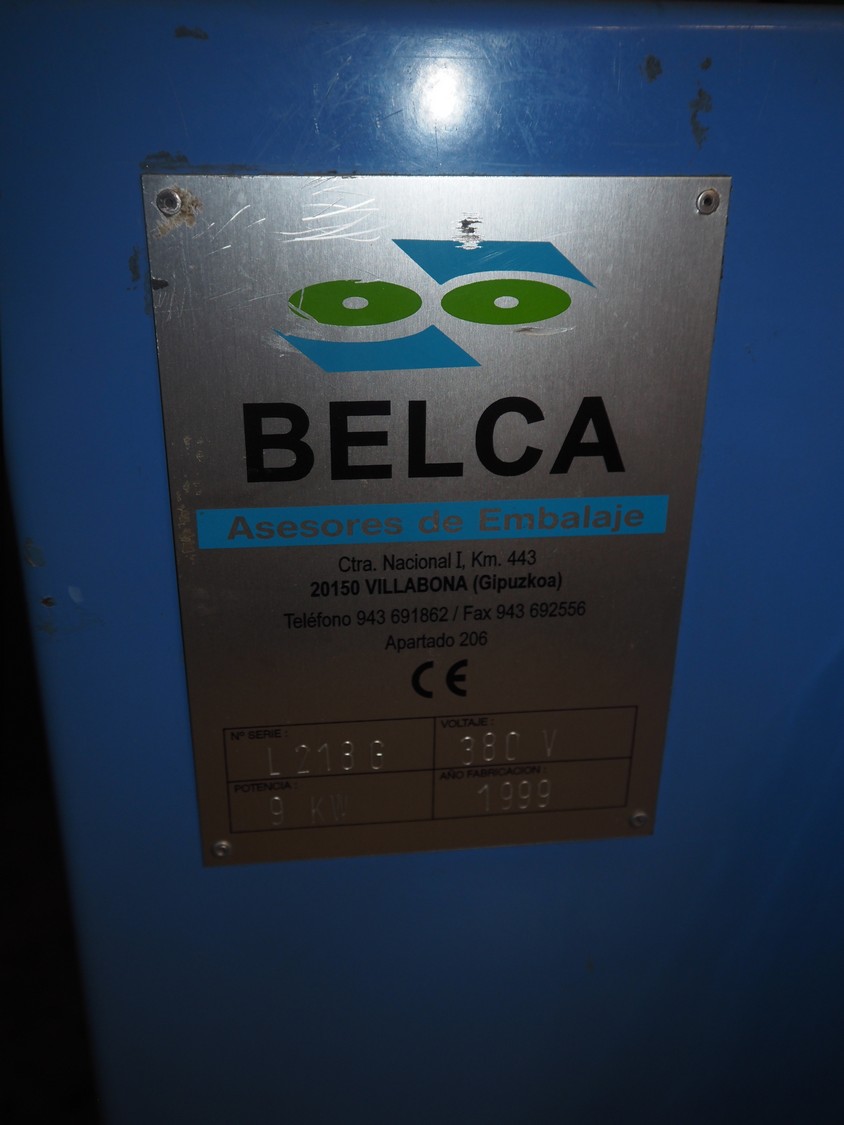 BELCA
Asesores de Embalaje
Ctra. Nacional I, Km. 443
20150 VILLABONA (Gipuzkoa)
Teléfono 943 691862 / Fax 943 692556
Apartado 206
CE
Nº SERIE :
VOLTAJE :
380 V
POTENCIA :
9 KW
AÑO FABRICACION :
1999